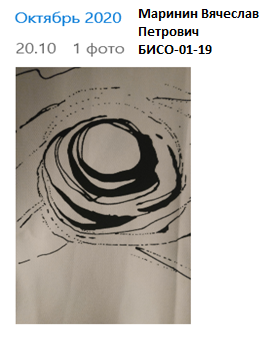 Октябрь 2020
20.10 1 фото
Маринин Вячеслав
Петрович
БИСО-01-19